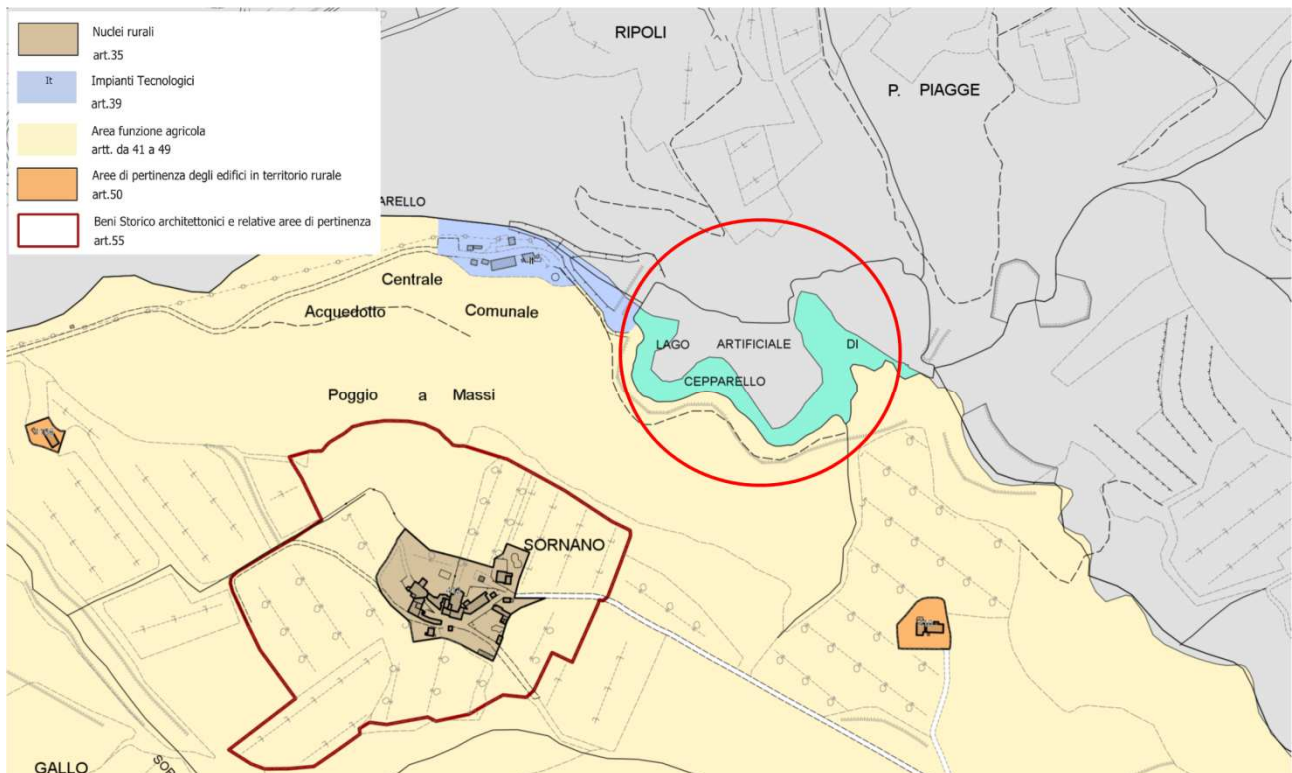 Nuclei rurali
art.35
It
Impianti Tecnologici
art.39
Area funzione agricola
artt. da 41 a 49
Aree di pertinenza degli edifici in territorio rurale
art.50
Beni Storico architettonici e relative aree di pertinenza
art.55
RIPOLI
P. PIAGGE
ARELLO
It
Centrale
Acquedotto Comunale
LAGO ARTIFICIALE DI
CEPPARELLO
Poggio a Massi
SORNANO
GALLO
SOR